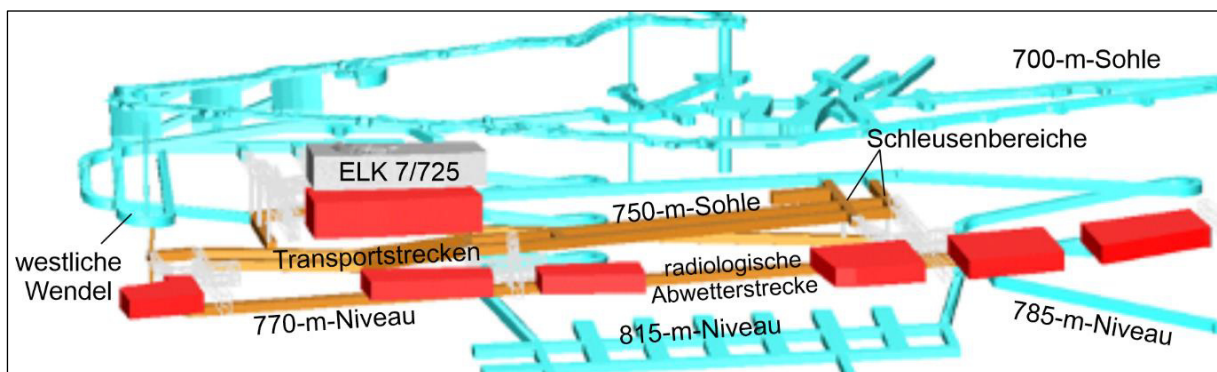 700-m-Sohle
Schleusenbereiche
ELK 7/725
750-m-Sohle
westliche
Wendel
Transportstrecken
radiologische
Abwetterstrecke
770-m-Niveau
815-m-Niveau
785-m-Niveau